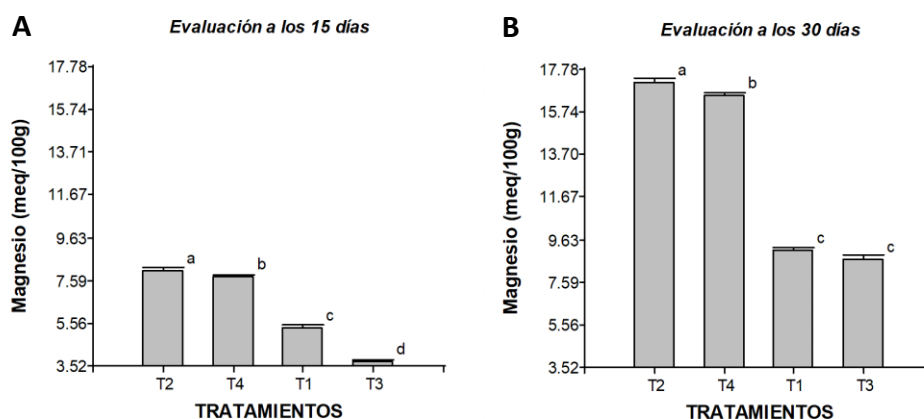 A
Evaluación a los 15 días
Magnesio (meq/100g)
17.78
15.74
13.71
11.67
9.63
7.59
5.56
3.52
a
b
c
d
T2 T4 T1 T3
TRATAMIENTOS
B
Evaluación a los 30 días
Magnesio (meq/100g)
17.78
15.74
13.70
11.67
9.63
7.59
5.56
3.52
a
b
c
c
T2 T4 T1 T3
TRATAMIENTOS